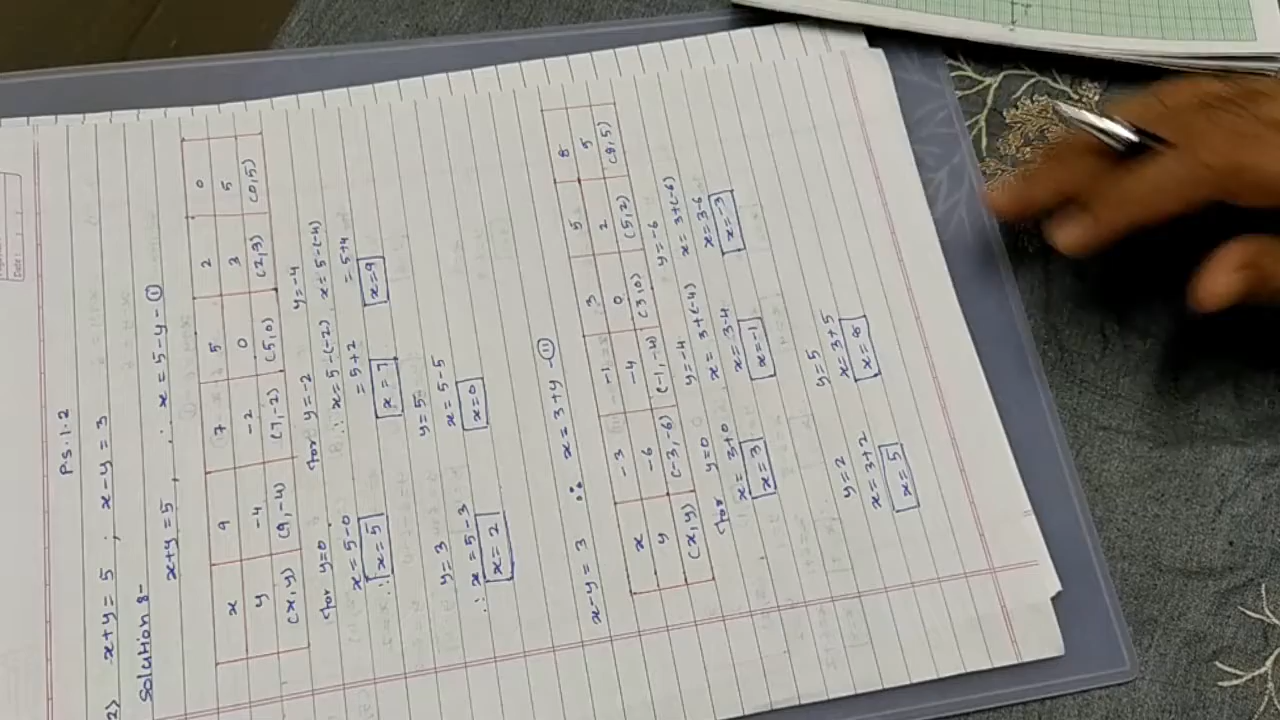 P.S.1.2
2) x+y=5 ; x-y=3
Solution 8-
x+y=5, ∴ x=5-y-①
x 9 7 5 2 0
y -4 -2 0 3 5
(x,y) (9,-4) (7,-2) (5,0) (2,3) (0,5)
for y=0 for y=-2 y=-4
x=5-0 ∴ x=5-(-2) x=5-(-4)
∴ x=5 =5+2 =5+4
x=7 x=9
y=3 y=5
∴ x=5-3 x=5-5
x=2 x=0
x-y=3 ∴ x=3+y-②
x -3 -1 3 5 8
y -6 -4 0 2 5
(x,y) (-3,-6) (-1,-4) (3,0) (5,2) (8,5)
for y=0 y=-4 y=-6
x=3+0 x=3+(-4) x=3+(-6)
x=3 x=3-4 x=3-6
x=-1 x=-3
y=2 y=5
x=3+2 x=3+5
x=5 x=8
Date: